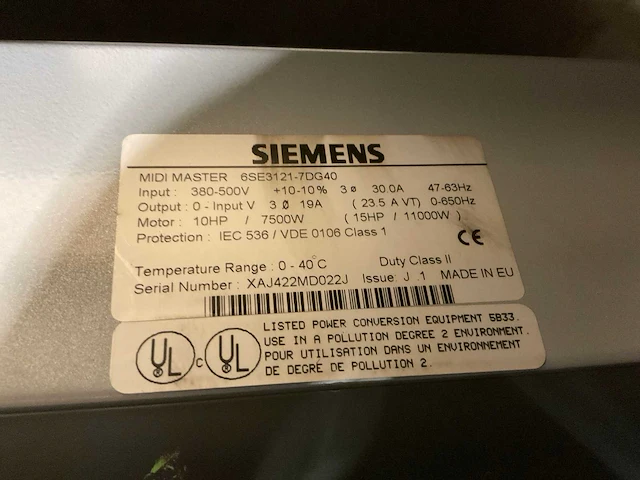 SIEMENS
MIDI MASTER 6SE3121-7DG40
Input : 380-500V +10-10% 3ø 30.0A 47-63Hz
Output : 0 - Input V 3 Ø 19A ( 23.5 A VT) 0-650Hz
Motor : 10HP / 7500W ( 15HP / 11000W )
Protection : IEC 536 / VDE 0106 Class 1
CE
Temperature Range : 0 - 40°C Duty Class II
Serial Number : XAJ422MD022J Issue: J .1 MADE IN EU
UL c UL
LISTED POWER CONVERSION EQUIPMENT 5B33.
USE IN A POLLUTION DEGREE 2 ENVIRONMENT.
POUR UTILISATION DANS UN ENVIRONNEMENT
DE DEGRÉ DE POLLUTION 2.